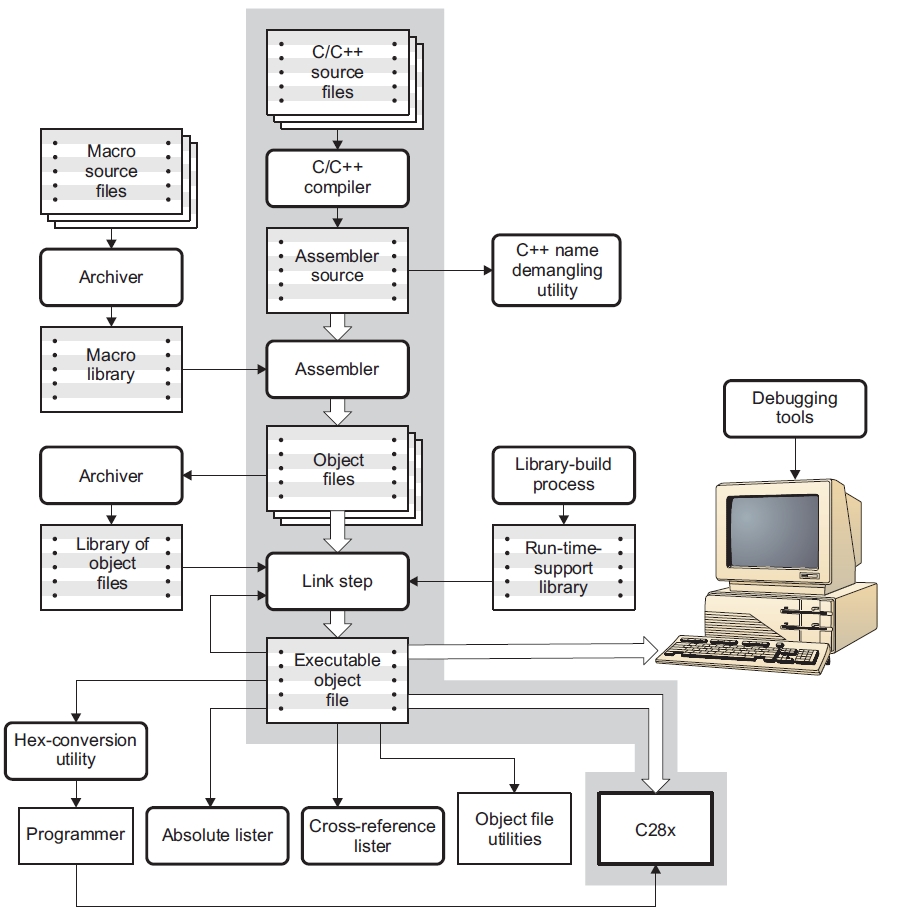 C/C++
source
files
Macro
source
files
C/C++
compiler
Archiver
Assembler
source
C++ name
demangling
utility
Macro
library
Assembler
Debugging
tools
Archiver
Object
files
Library-build
process
Library of
object
files
Link step
Run-time-
support
library
Executable
object
file
Hex-conversion
utility
Programmer
Absolute lister
Cross-reference
lister
Object file
utilities
C28x